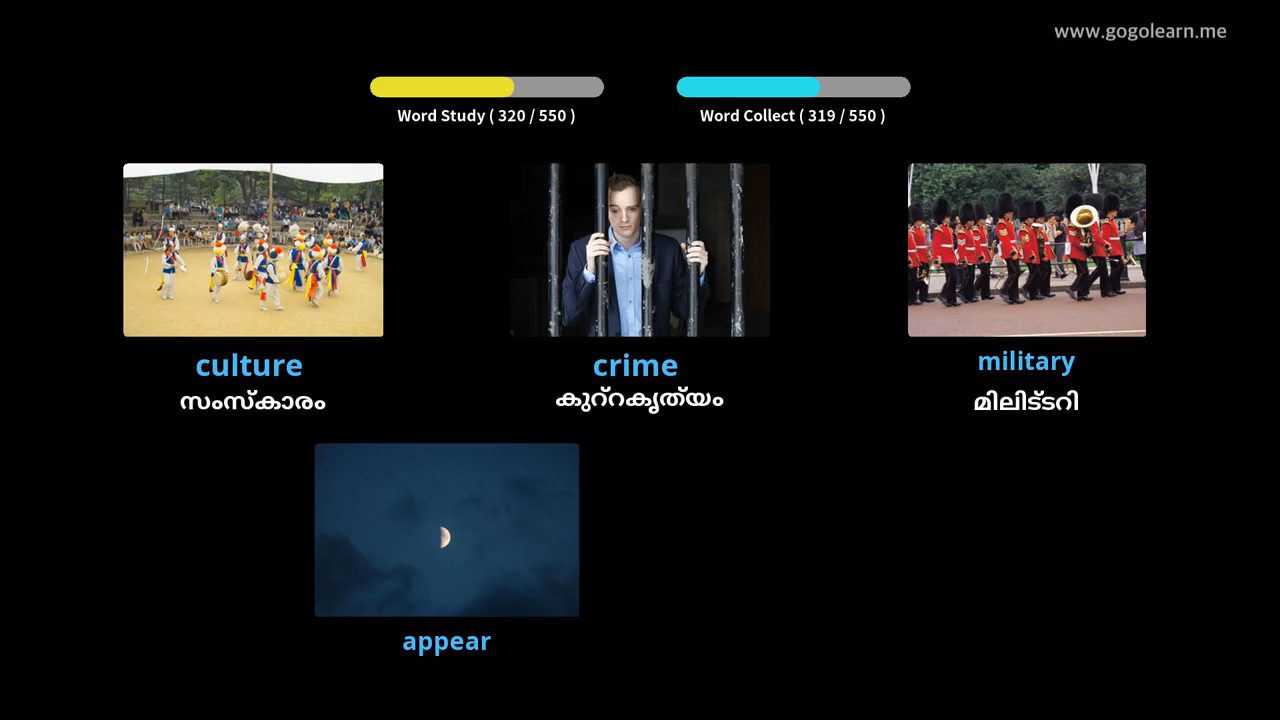 www.gogolearn.me
Word Study ( 320 / 550 )
Word Collect ( 319 / 550 )
culture
സംസ്കാരം
crime
കുറ്റകൃത്യം
military
മിലിട്ടറി
appear